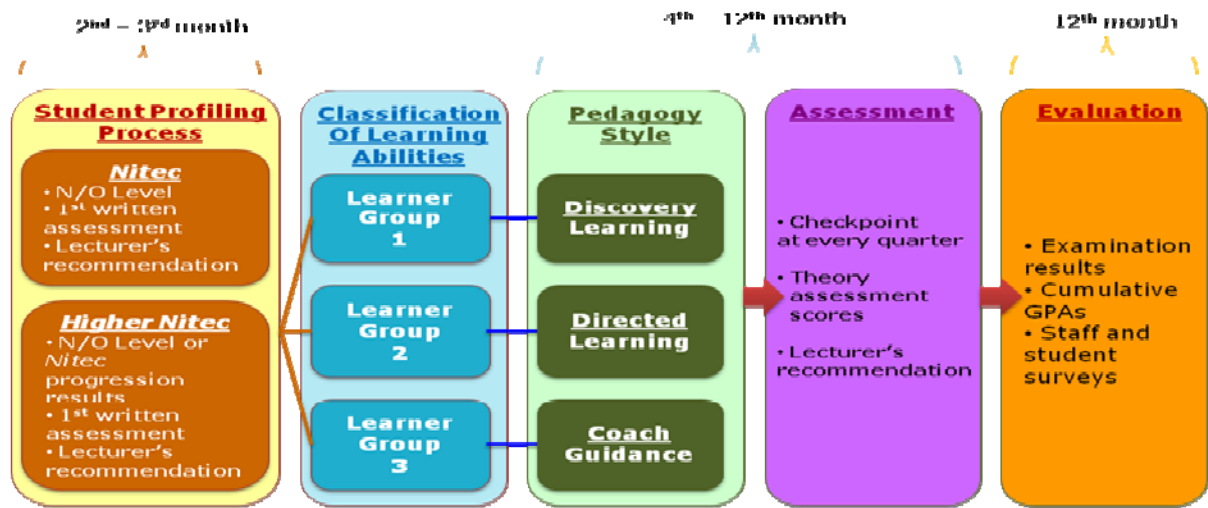 2nd – 3rd month
4th – 12th month
12th month
Student Profiling
Process
Nitec
• N/O Level
• 1st written
assessment
• Lecturer's
recommendation
Higher Nitec
• N/O Level or
Nitec
progression
results
• 1st written
assessment
• Lecturer's
recommendation
Classification
Of Learning
Abilities
Learner
Group
1
Learner
Group
2
Learner
Group
3
Pedagogy
Style
Discovery
Learning
Directed
Learning
Coach
Guidance
Assessment
• Checkpoint
at every quarter
• Theory
assessment
scores
• Lecturer's
recommendation
Evaluation
• Examination
results
• Cumulative
GPAs
• Staff and
student
surveys